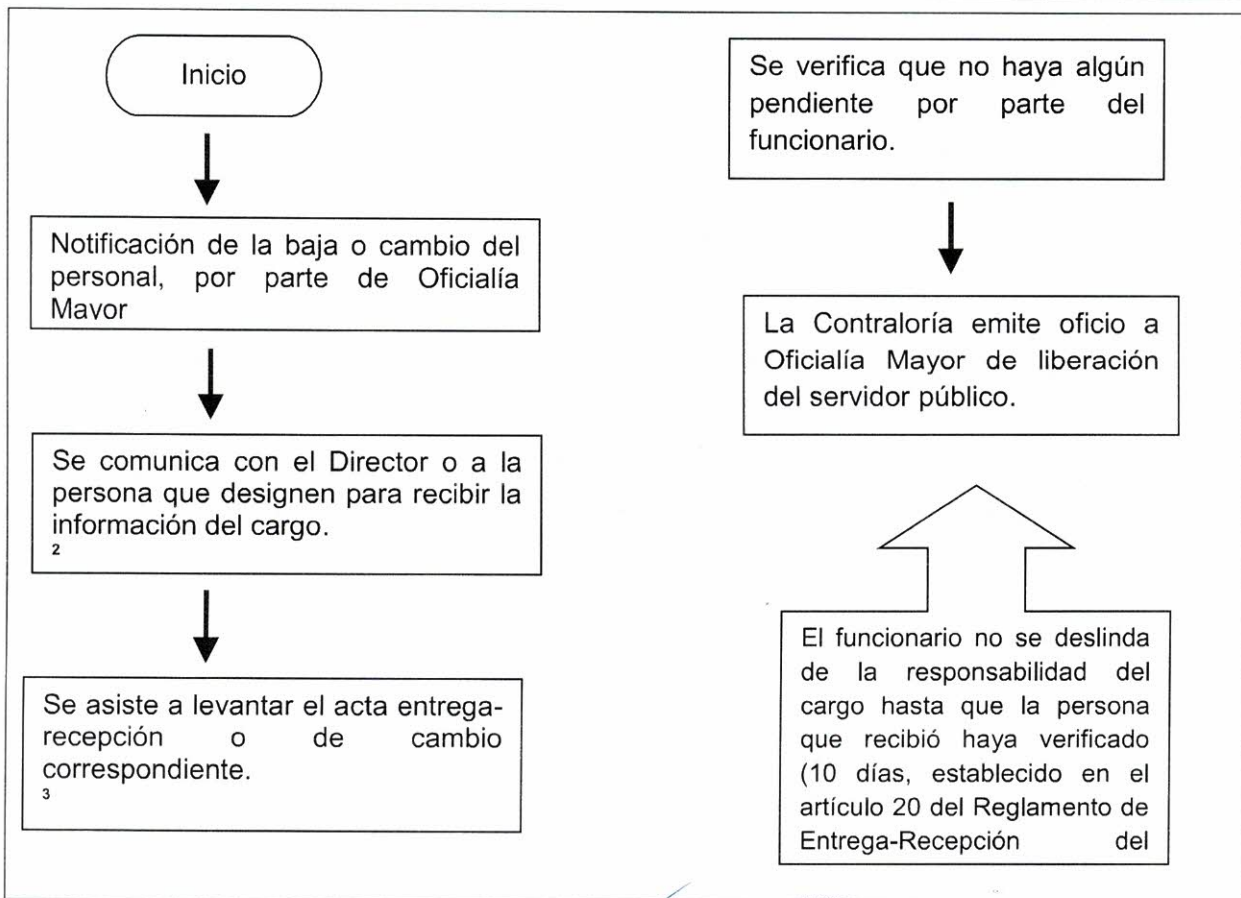 Inicio
Notificación de la baja o cambio del
personal, por parte de Oficialía
Mavor
Se comunica con el Director o a la
persona que designen para recibir la
información del cargo.
2
Se asiste a levantar el acta entrega-
recepción o de cambio
correspondiente.
3
Se verifica que no haya algún
pendiente por parte del
funcionario.
La Contraloría emite oficio a
Oficialía Mayor de liberación
del servidor público.
El funcionario no se deslinda
de la responsabilidad del
cargo hasta que la persona
que recibió haya verificado
(10 días, establecido en el
artículo 20 del Reglamento de
Entrega-Recepción del